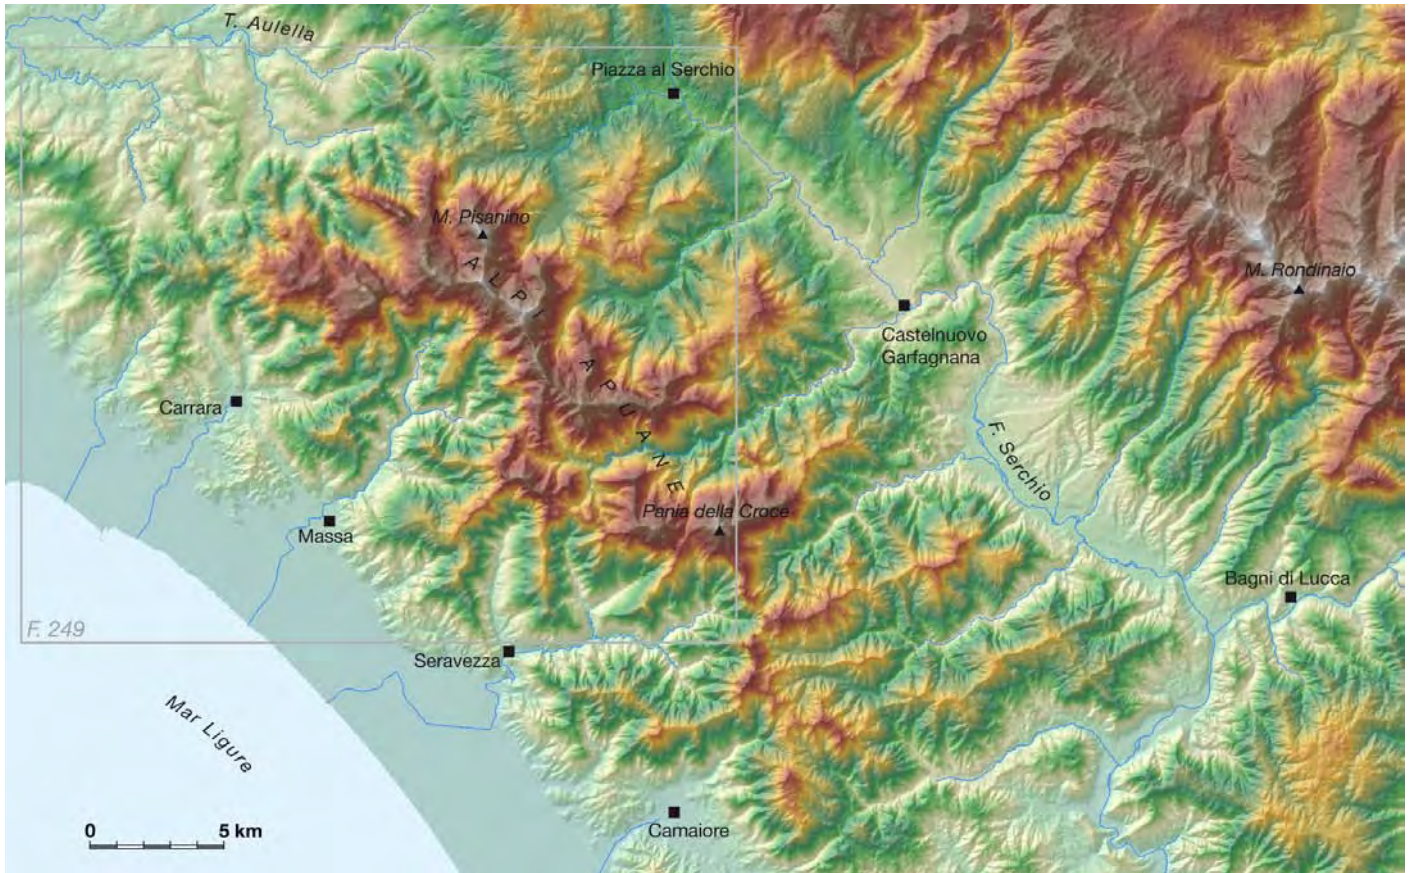 T. Aulella
Piazza al Serchio
M. Pisanino
ALPI APUANE
M. Rondinaio
Castelnuovo
Garfagnana
Carrara
F. Serchio
Pania della Croce
Massa
Bagni di Lucca
F. 249
Seravezza
Mar Ligure
Camaiore
0 5 km